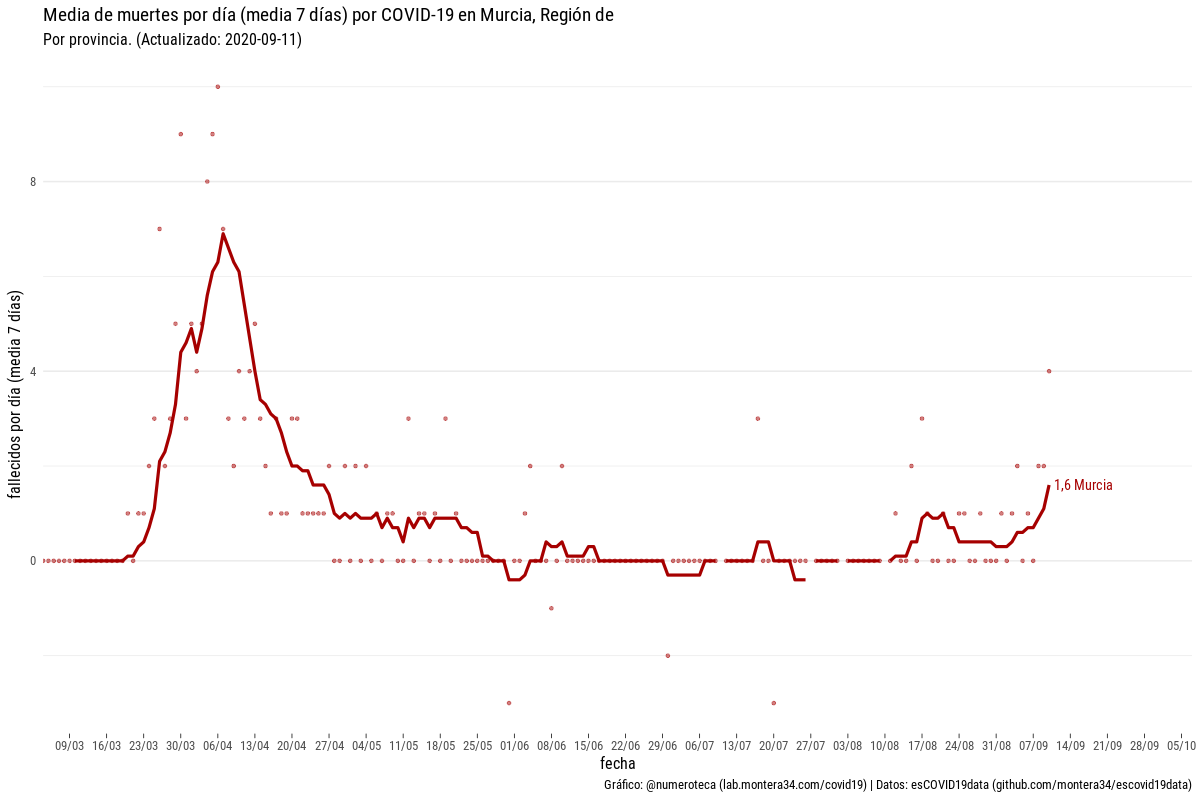 Media de muertes por día (media 7 días) por COVID-19 en Murcia, Región de
Por provincia. (Actualizado: 2020-09-11)
fallecidos por día (media 7 días)
8
4
0
1,6 Murcia
09/03 16/03 23/03 30/03 06/04 13/04 20/04 27/04 04/05 11/05 18/05 25/05 01/06 08/06 15/06 22/06 29/06 06/07 13/07 20/07 27/07 03/08 10/08 17/08 24/08 31/08 07/09 14/09 21/09 28/09 05/10
fecha
Gráfico: @numeroteca (lab.montera34.com/covid19) | Datos: esCOVID19data (github.com/montera34/escovid19data)